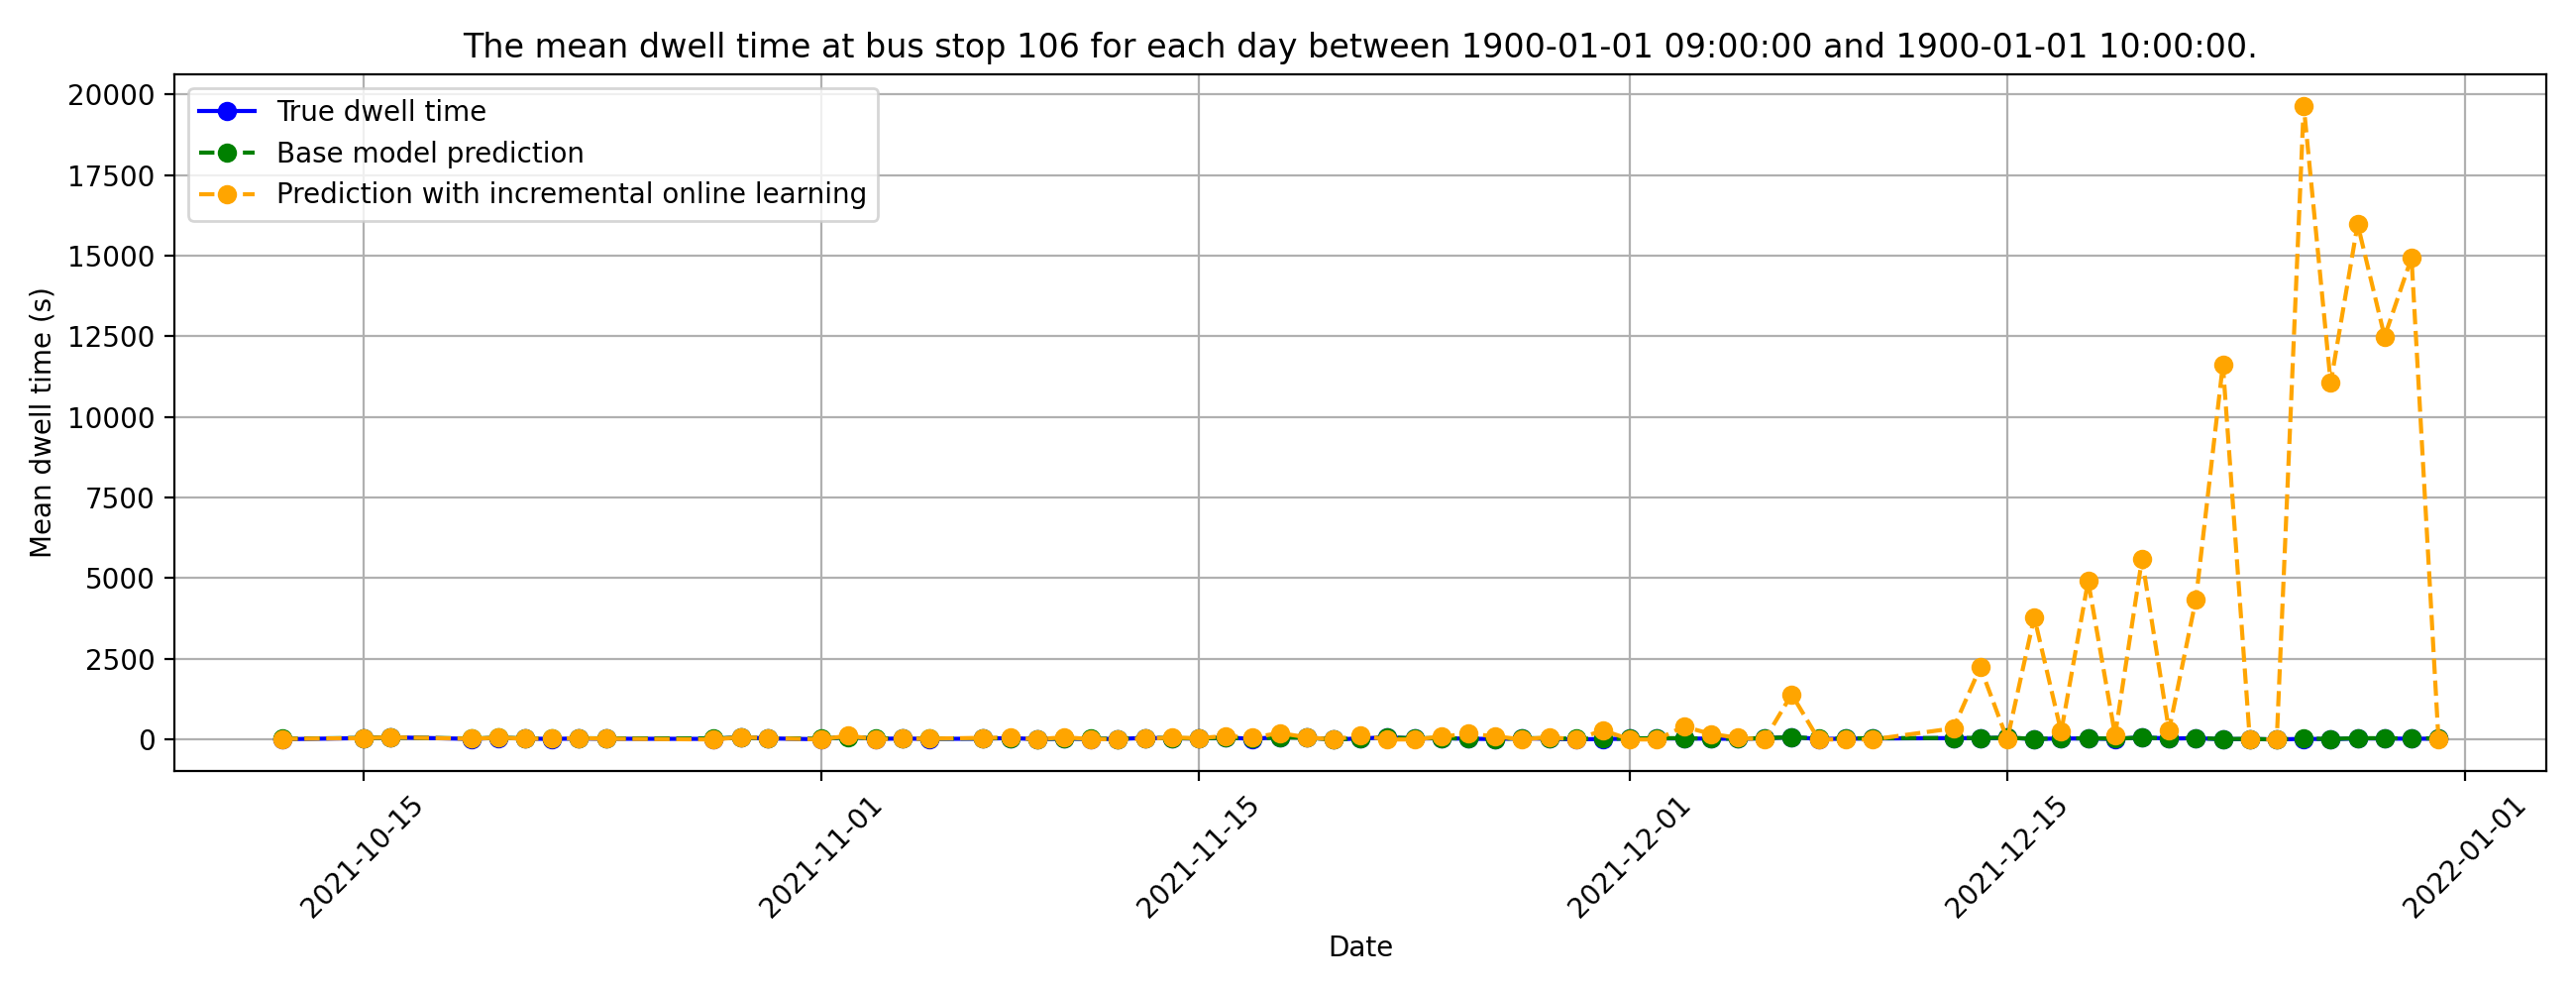 The mean dwell time at bus stop 106 for each day between 1900-01-01 09:00:00 and 1900-01-01 10:00:00.
True dwell time
Base model prediction
Prediction with incremental online learning
Mean dwell time (s)
20000
17500
15000
12500
10000
7500
5000
2500
0
2021-10-15
2021-11-01
2021-11-15
2021-12-01
2021-12-15
2022-01-01
Date